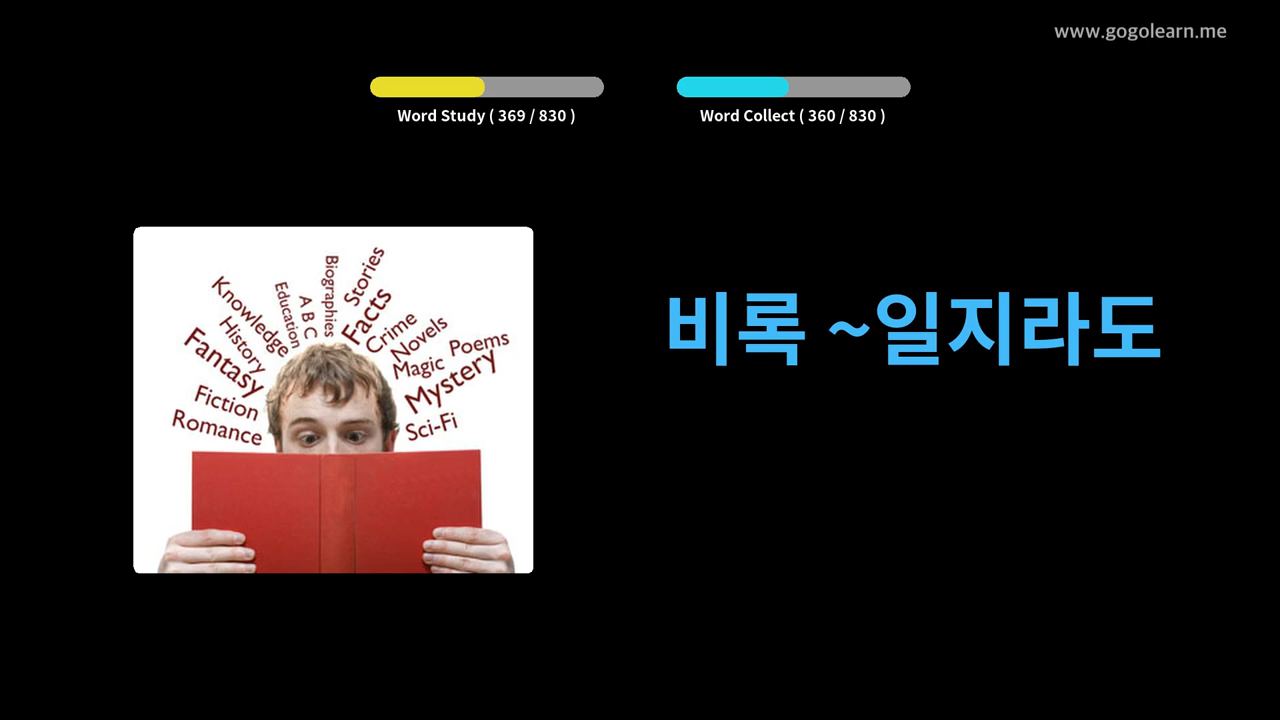 www.gogolearn.me
Word Study ( 369 / 830 )
Word Collect ( 360 / 830 )
Knowledge
History
Fantasy
Fiction
Romance
Education
A B C
Biographies
Stories
Facts
Crime
Novels
Magic
Poems
Mystery
Sci-Fi
비록 ~일지라도